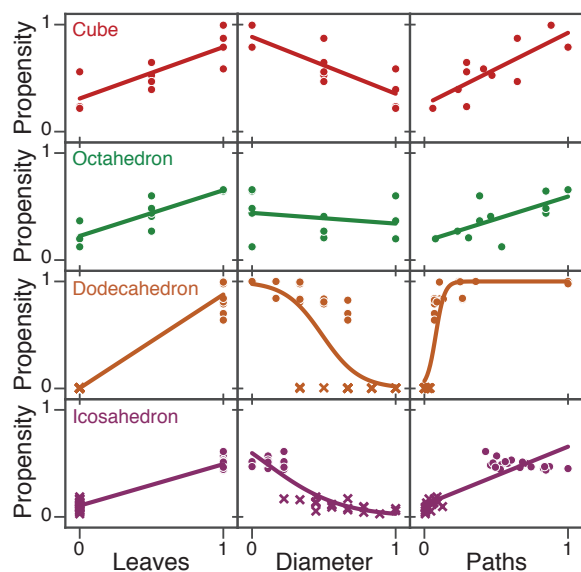 Propensity
1
0
Cube
Propensity
1
0
Octahedron
Propensity
1
0
Dodecahedron
Propensity
1
0
Icosahedron
0 1 0 1 0 1
Leaves Diameter Paths